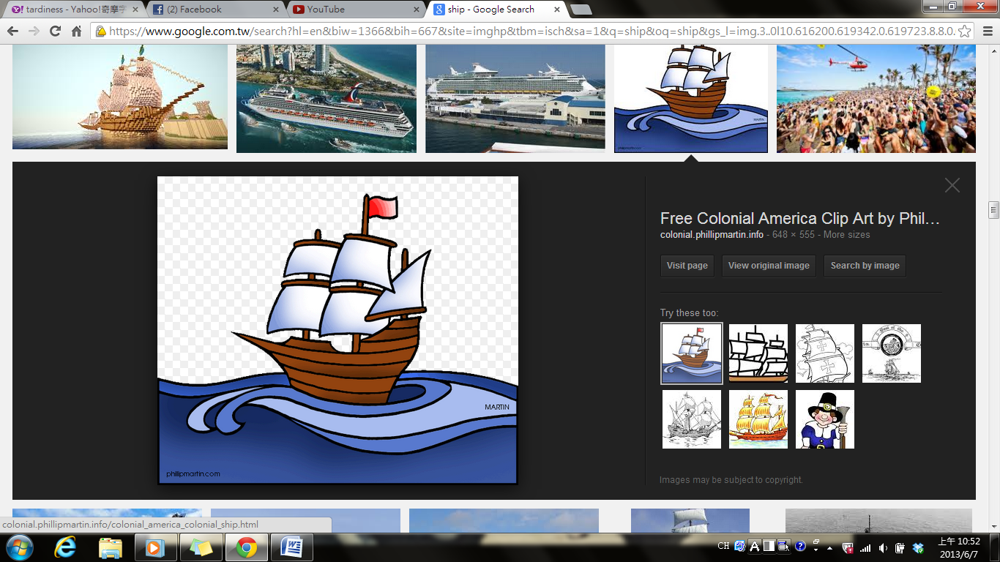 tardiness - Yahoo!奇摩字
(2) Facebook
YouTube
ship - Google Search
https://www.google.com.tw/search?hl=en&biw=1366&bih=667&site=imghp&tbm=isch&sa=1&q=ship&oq=ship&gs_l=img.3..0l10.616200.619342.0.619723.8.8.0.
MARTIN
phillipmartin.com
Free Colonial America Clip Art by Phil…
colonial.phillipmartin.info - 648 × 555 - More sizes
Visit page
View original image
Search by image
Try these too:
MARTIN
phillipmartin.com
Images may be subject to copyright.
colonial.phillipmartin.info/colonial_america_colonial_ship.html
CH
上午 10:52
2013/6/7